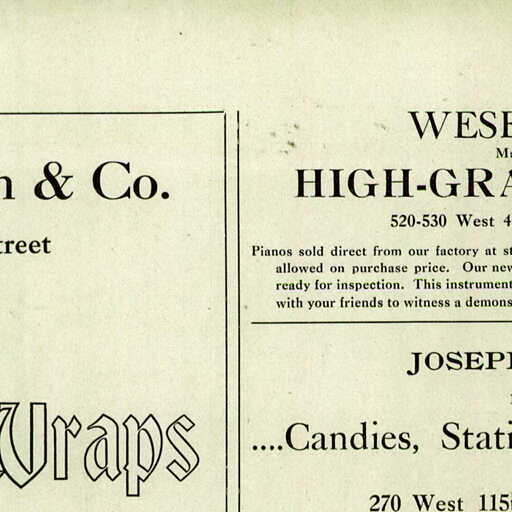 & Co.
Wraps
WESE
HIGH-GRA
520-530 West 4
Pianos sold direct from our factory at st
allowed on purchase price. Our new
ready for inspection. This instrument
with your friends to witness a demons
JOSEPH
....Candies, Stati
270 West 115